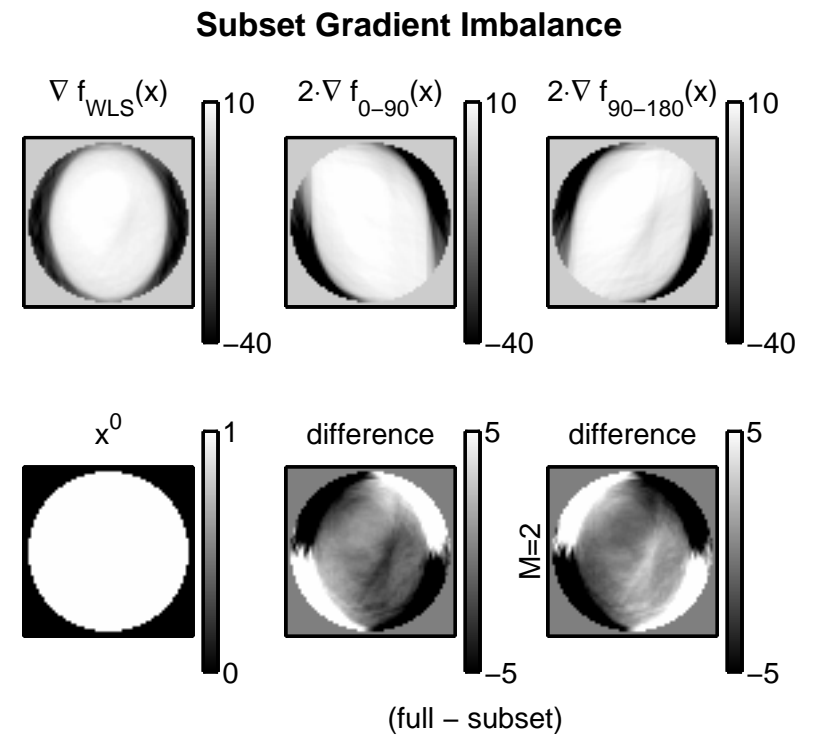 Subset Gradient Imbalance
∇ f_WLS(x)
10
−40
2·∇ f_0−90(x)
10
−40
2·∇ f_90−180(x)
10
−40
x^0
1
0
difference
5
−5
M=2
difference
5
−5
(full − subset)